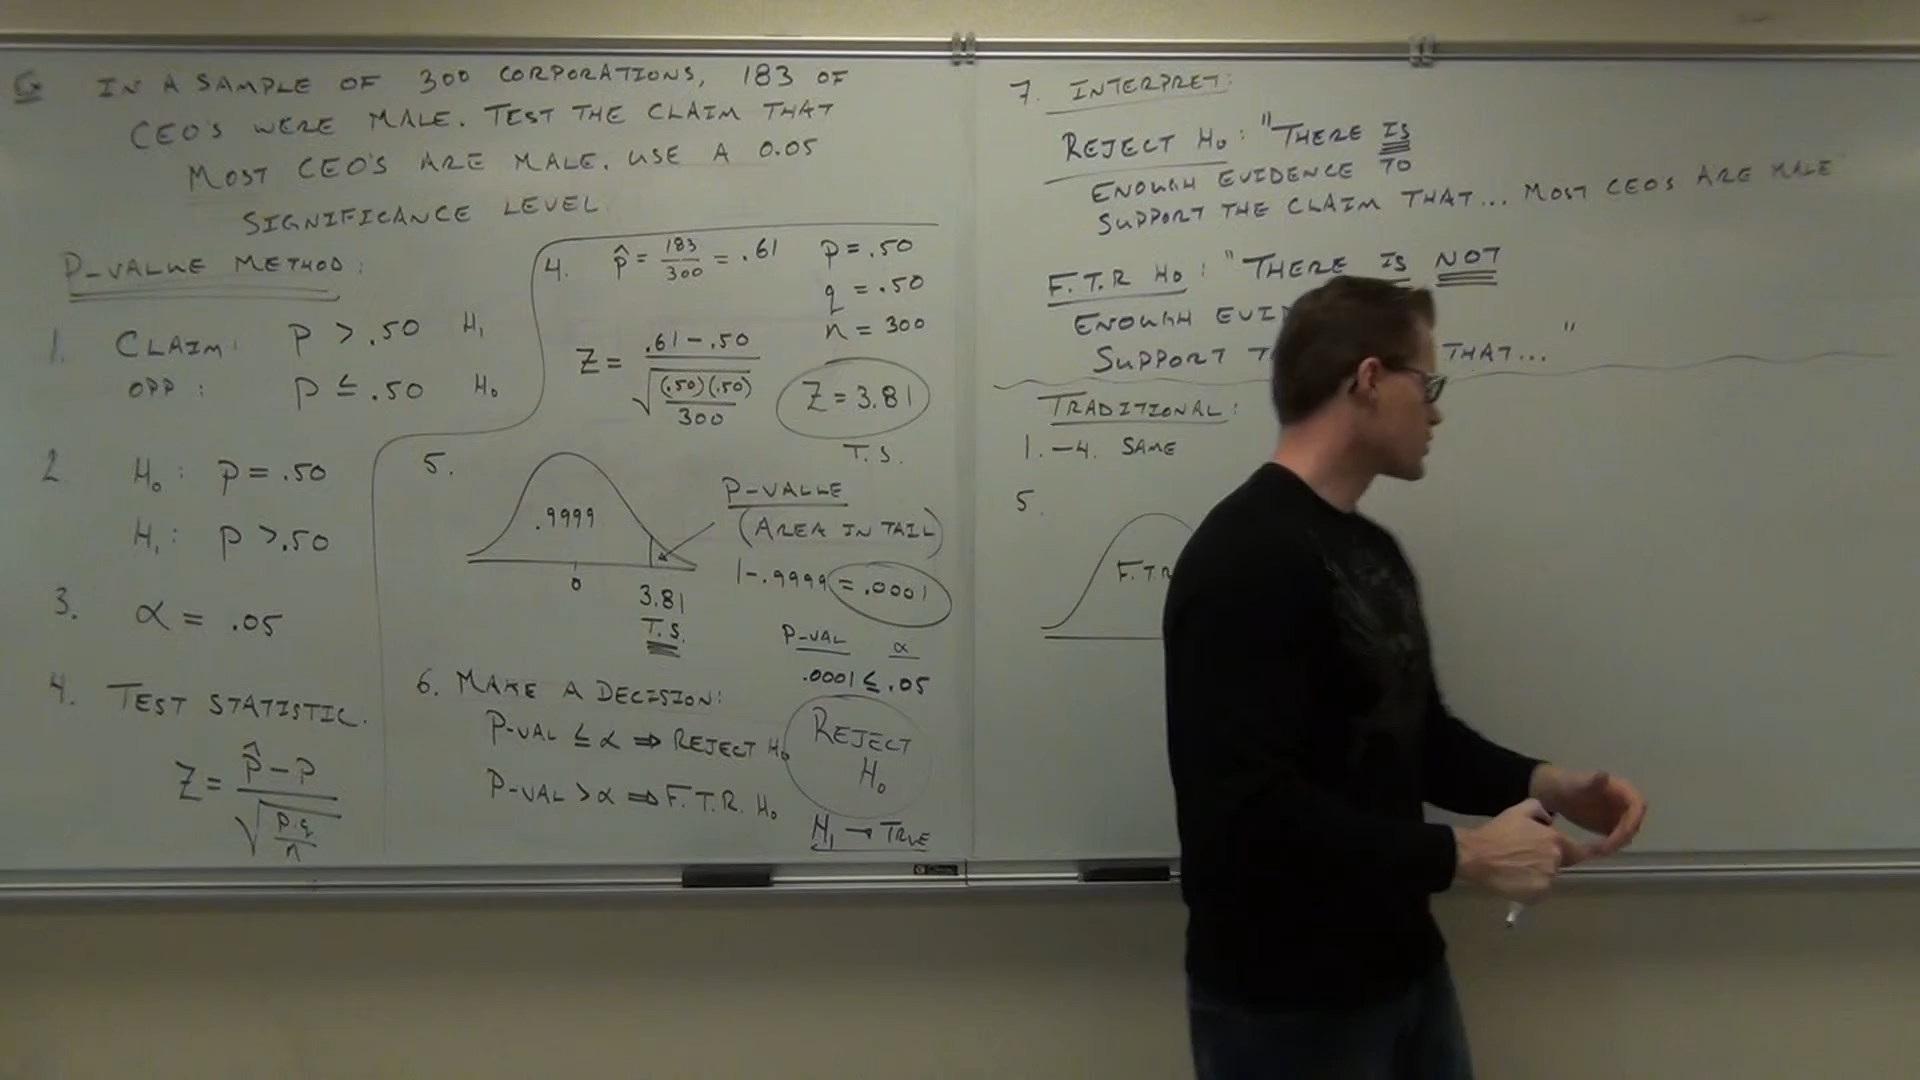 IN A SAMPLE OF 300 CORPORATIONS, 183 OF
CEO'S WERE MALE. TEST THE CLAIM THAT
MOST CEO'S ARE MALE. USE A 0.05
SIGNIFICANCE LEVEL
P-VALUE METHOD:
1. CLAIM: P > .50 H₁
OPP: P ≤ .50 H₀
2 H₀: P = .50
H₁: P >.50
3. α = .05
4. TEST STATISTIC.
Z = (p̂ - P) / √(P·q / n)
4. p̂ = 183/300 = .61
P = .50
q = .50
n = 300
Z = (.61 - .50) / √((.50)(.50) / 300)
Z = 3.81
T.S.
5.
.9999
0
3.81
T.S.
P-VALUE
(AREA IN TAIL)
1-.9999 = .0001
P-VAL α
.0001 ≤ .05
6. MAKE A DECISION:
P-VAL ≤ α ⇒ REJECT H₀
P-VAL > α ⇒ F.T.R. H₀
REJECT
H₀
H₁ → TRUE
7. INTERPRET:
REJECT H₀: "THERE IS
ENOUGH EVIDENCE TO
SUPPORT THE CLAIM THAT... MOST CEO'S ARE MALE
F.T.R H₀: "THERE IS NOT
ENOUGH EVID
SUPPORT T THAT..."
TRADITIONAL:
1.-4. SAME
5.
F.T.R